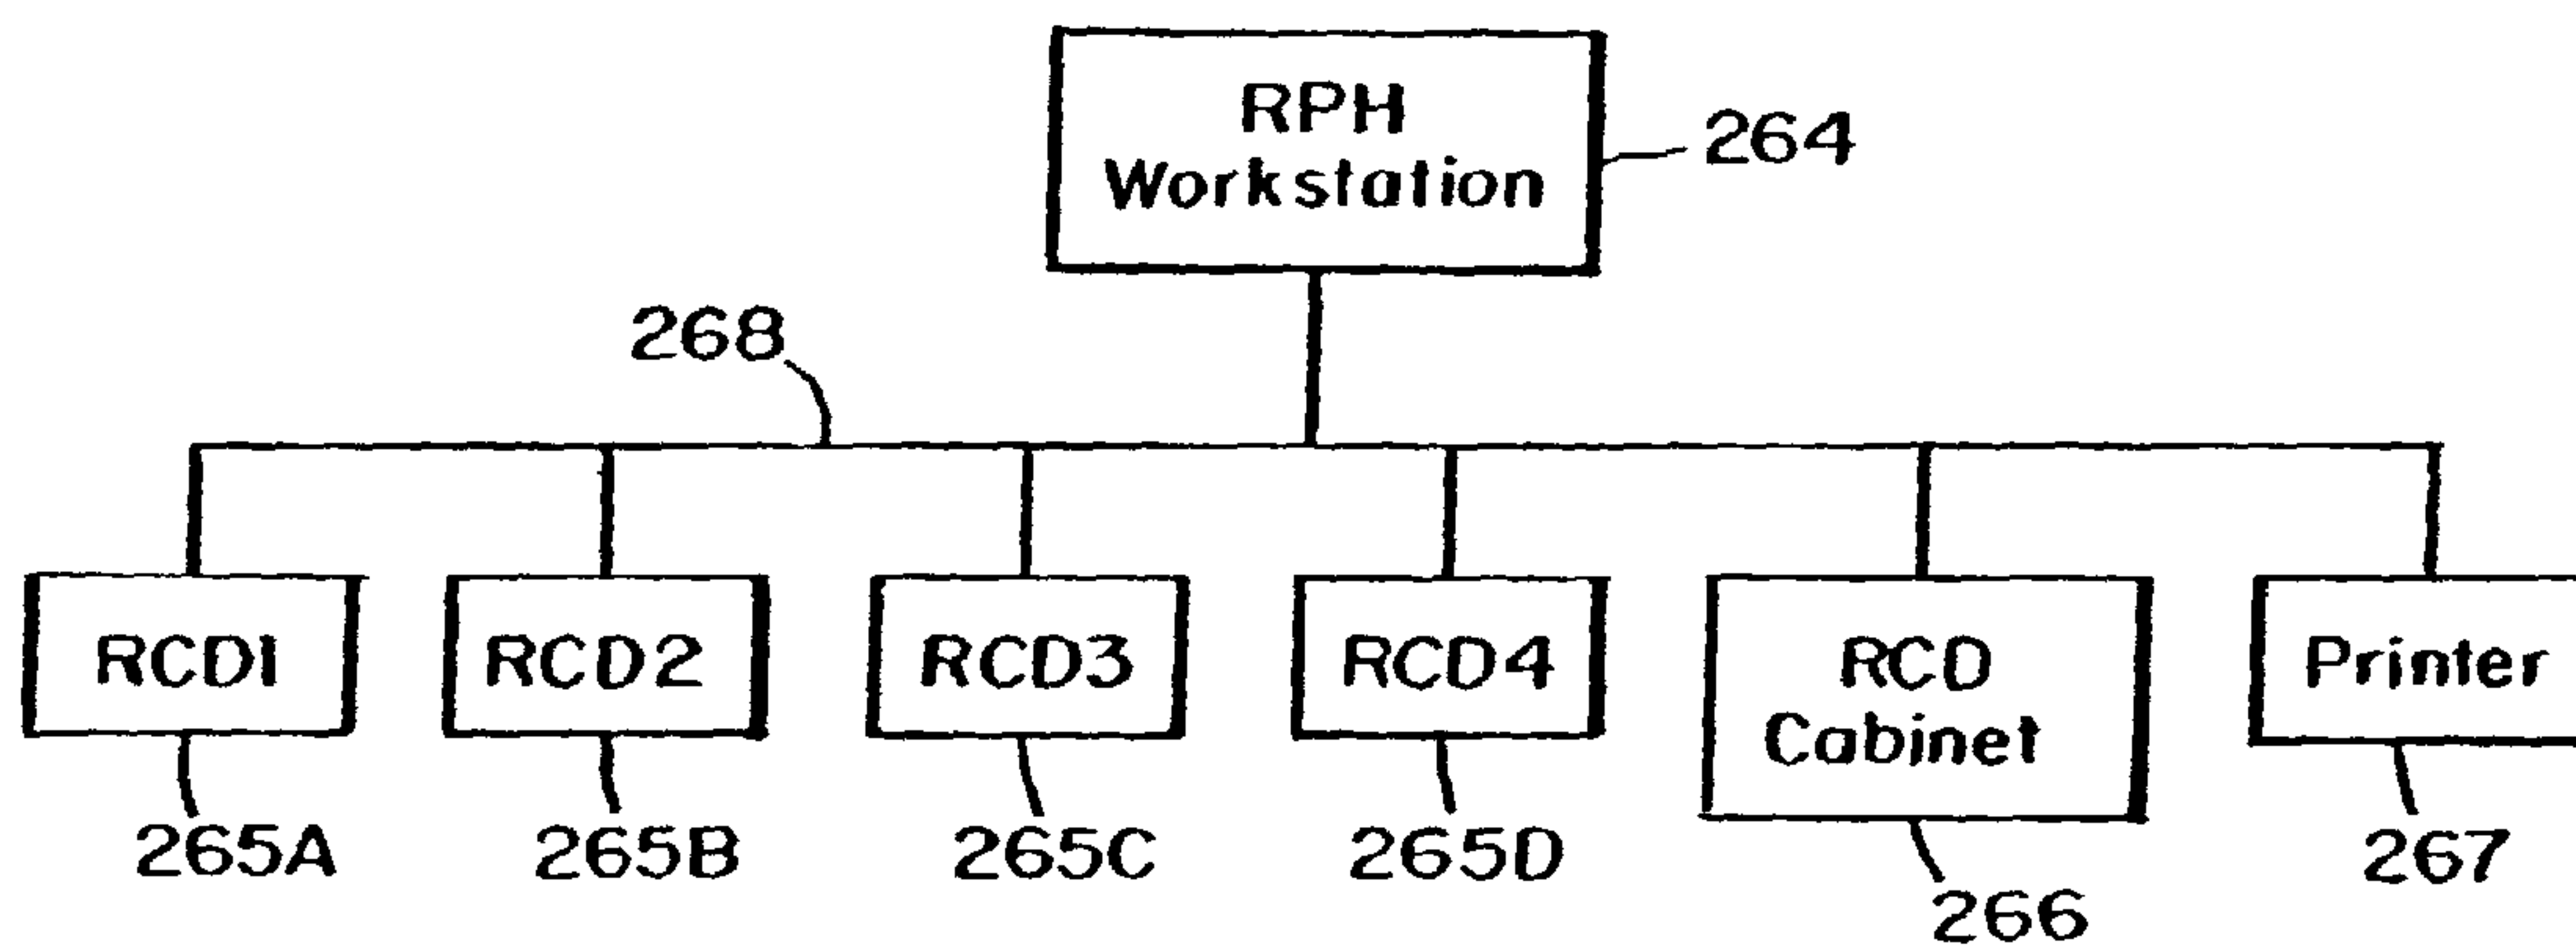 RPH
Workstation
264
268
RCD1
RCD2
RCD3
RCD4
RCD
Cabinet
Printer
265A
265B
265C
265D
266
267